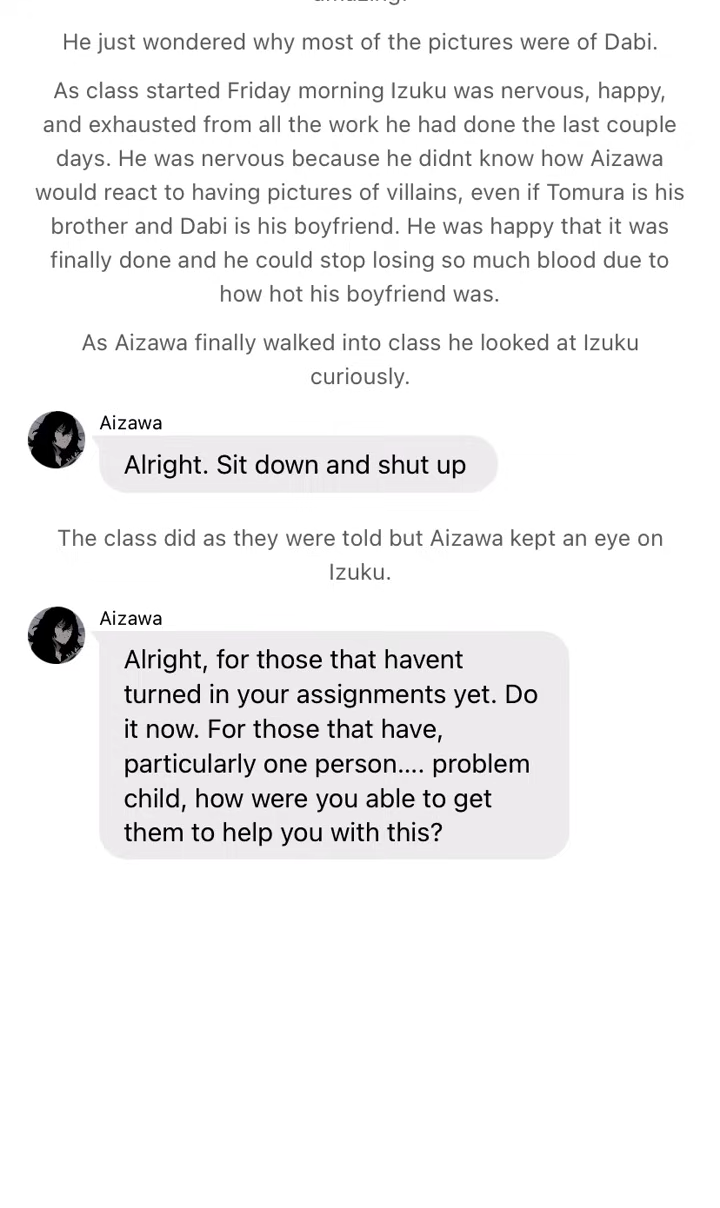 He just wondered why most of the pictures were of Dabi.
As class started Friday morning Izuku was nervous, happy,
and exhausted from all the work he had done the last couple
days. He was nervous because he didnt know how Aizawa
would react to having pictures of villains, even if Tomura is his
brother and Dabi is his boyfriend. He was happy that it was
finally done and he could stop losing so much blood due to
how hot his boyfriend was.
As Aizawa finally walked into class he looked at Izuku
curiously.
Aizawa
Alright. Sit down and shut up
The class did as they were told but Aizawa kept an eye on
Izuku.
Aizawa
Alright, for those that havent
turned in your assignments yet. Do
it now. For those that have,
particularly one person.... problem
child, how were you able to get
them to help you with this?